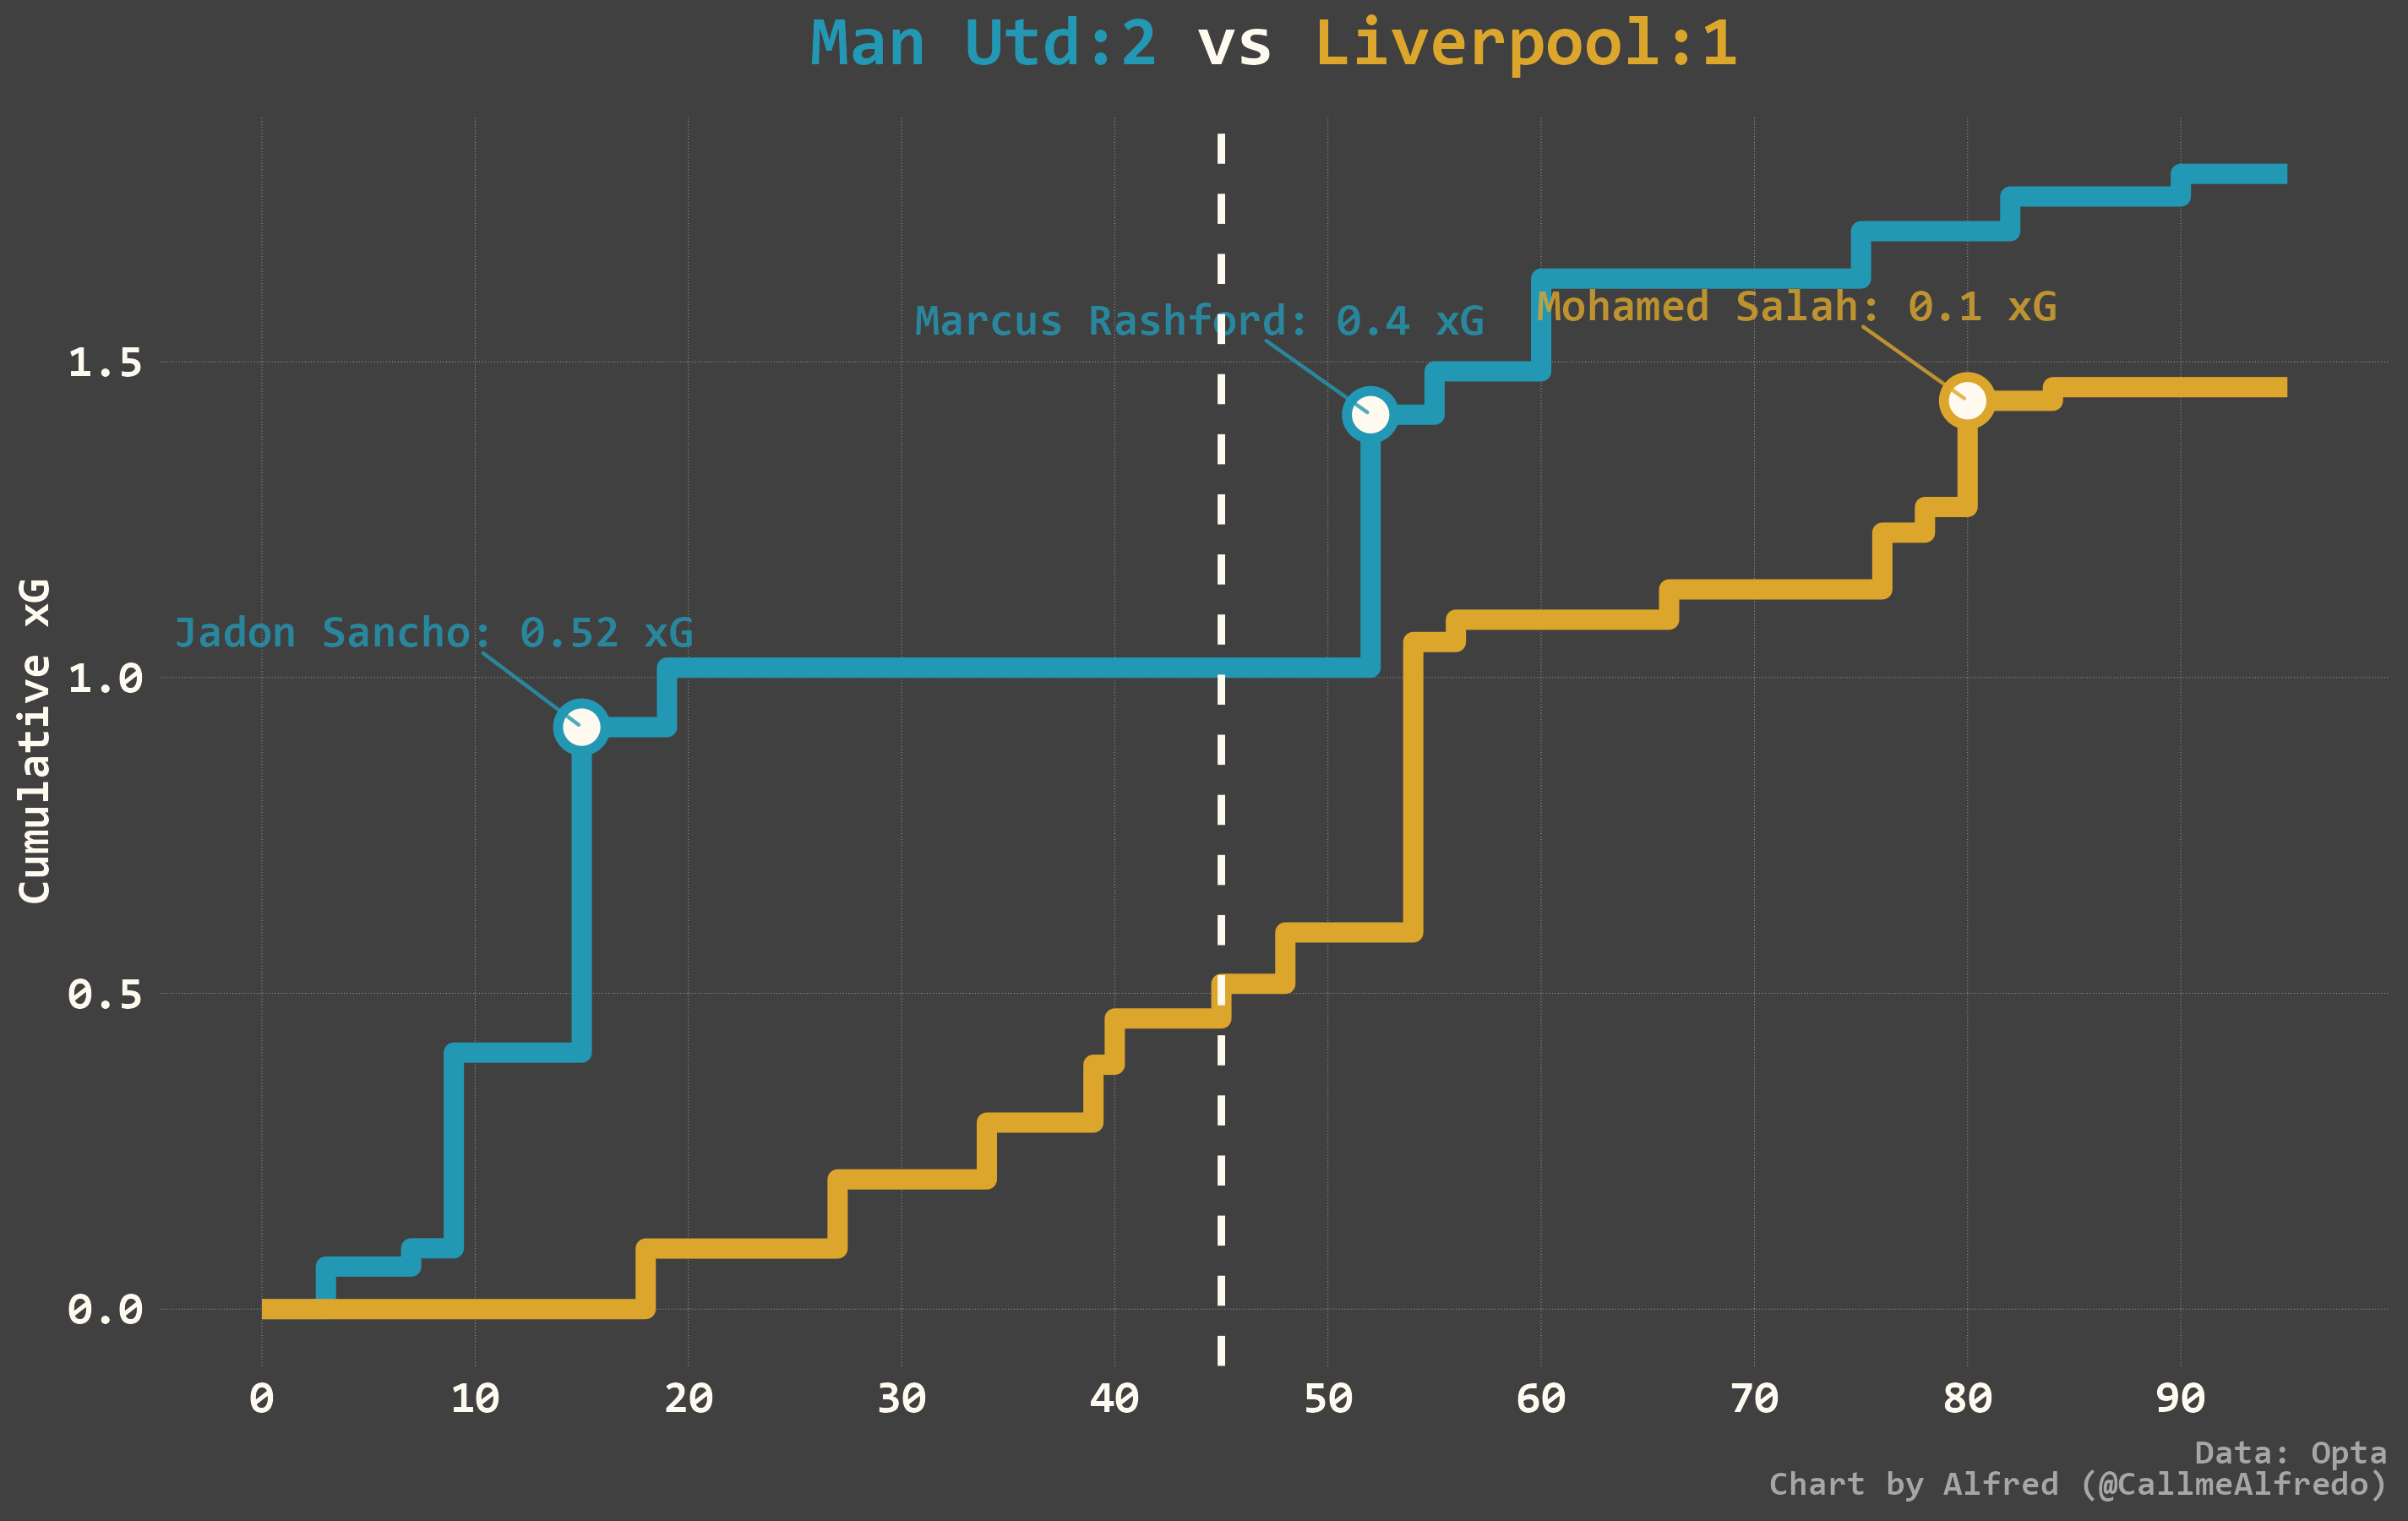 Man Utd:2 vs Liverpool:1
Marcus Rashford: 0.4 xG
Mohamed Salah: 0.1 xG
Jadon Sancho: 0.52 xG
Cumulative xG
1.5
1.0
0.5
0.0
0 10 20 30 40 50 60 70 80 90
Data: Opta
Chart by Alfred (@CallmeAlfredo)